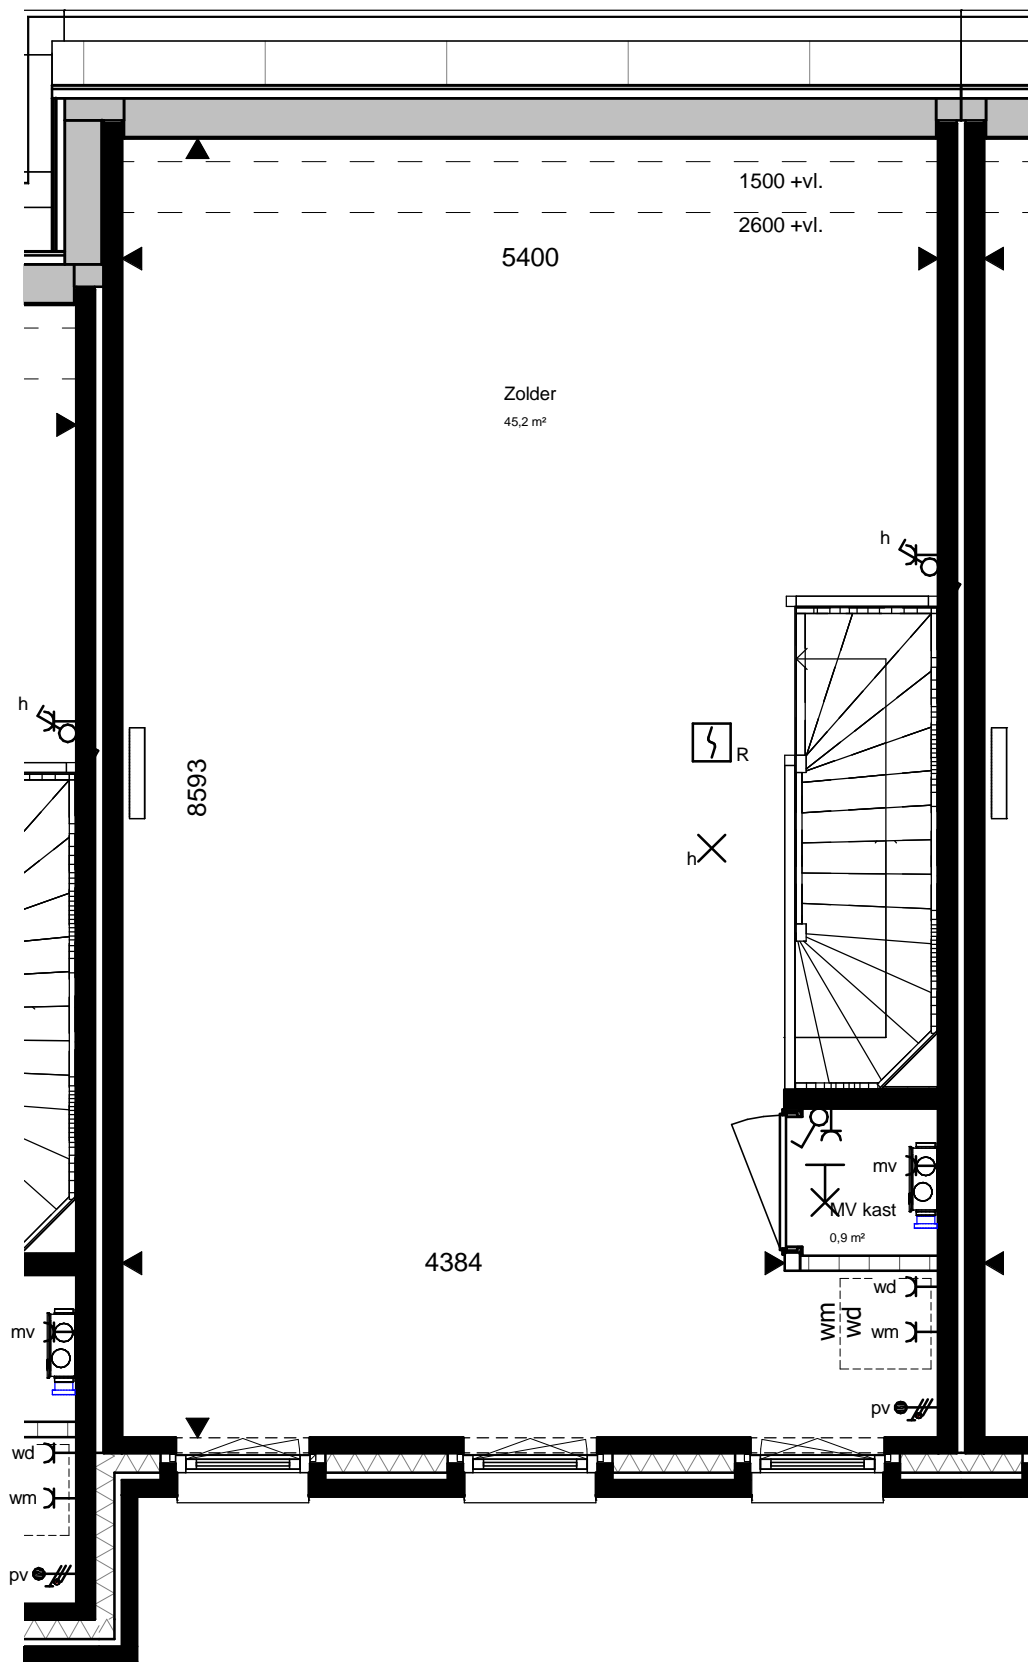 1500 +vl.
2600 +vl.
5400
Zolder
45,2 m²
h
h
R
8593
h
mv
MV kast
0,9 m²
4384
wd
wm
wd
wm
mv
pv
wd
wm
pv